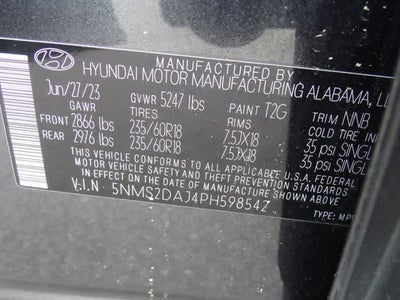 MANUFACTURED BY
HYUNDAI MOTOR MANUFACTURING ALABAMA, LL
Jun/27/23 GVWR 5247 lbs PAINT T2G TRIM NNB
GAWR TIRES RIMS COLD TIRE
FRONT 2866 lbs 235/60R18 7.5JX18 35 psi SINGL
REAR 2976 lbs 235/60R18 7.5JX18 35 psi SINGL
THIS VEHICLE CONFORMS TO ALL APPLICABLE U.S.A. FEDERAL
MOTOR VEHICLE SAFETY AND THEFT PREVENTION STANDARDS
IN EFFECT ON THE DATE OF MANUFACTURE SHOWN ABOVE.
V.I.N 5NMS2DAJ4PH598542 TYPE: MP